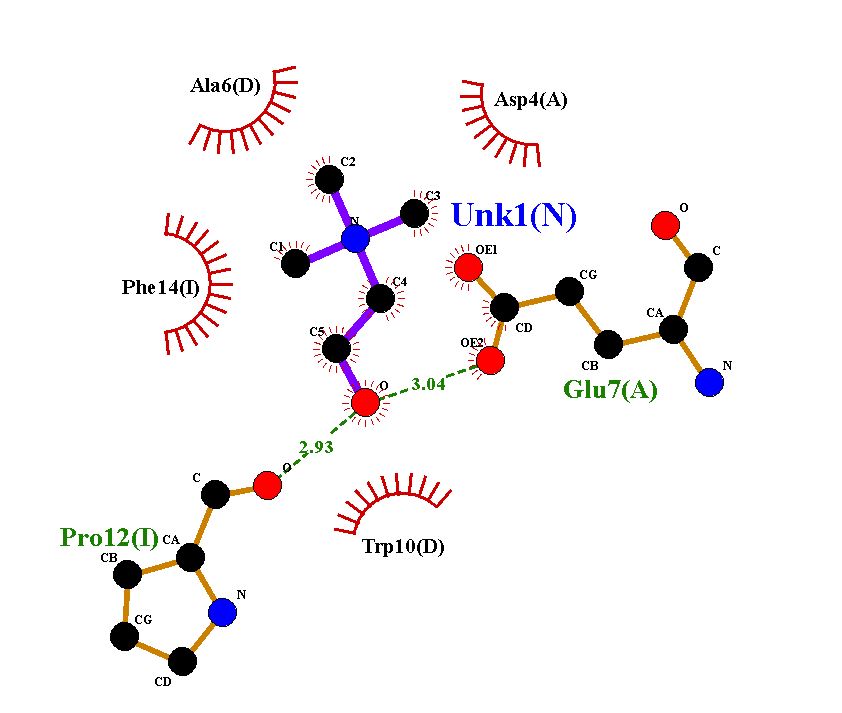 Ala6(D)
Asp4(A)
C2
C3
Unk1(N)
N
O
C1
OE1
C
Phe14(I)
C4
CG
CA
C5
CD
OE2
CB
N
O
3.04
Glu7(A)
2.93
O
C
Pro12(I)
CA
Trp10(D)
CB
N
CG
CD